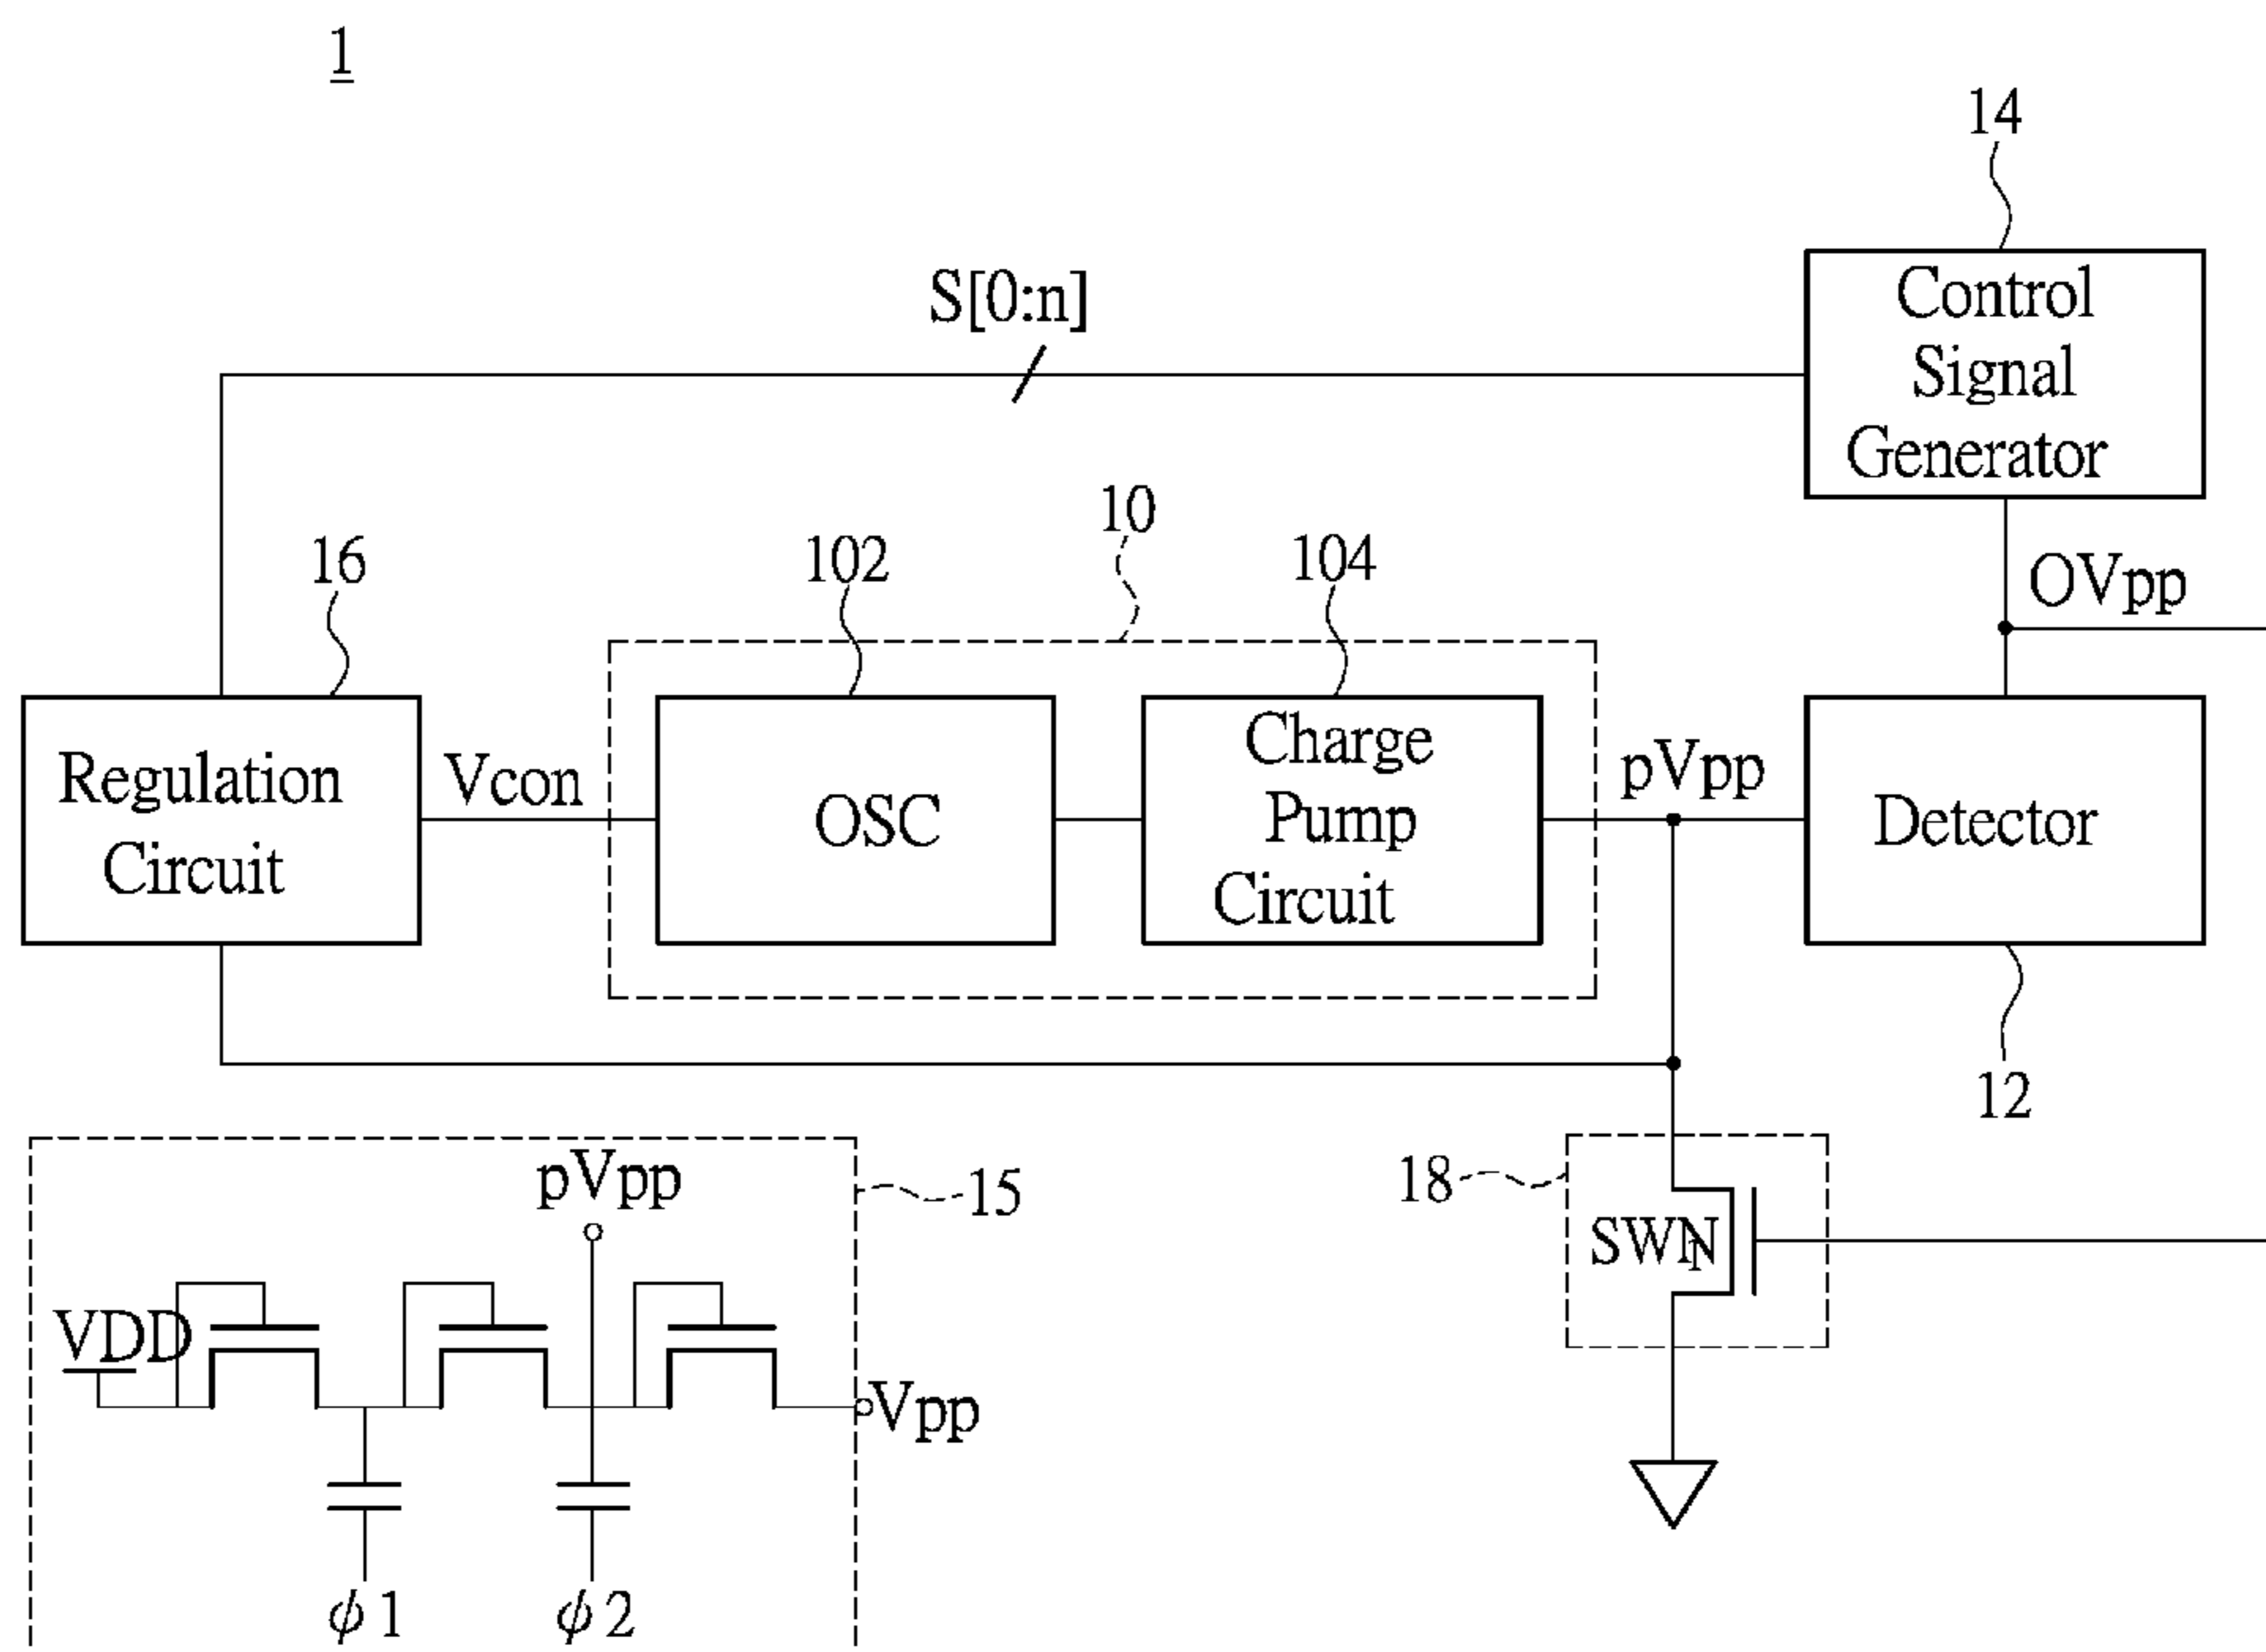 1
14
Control
Signal
Generator
S[0:n]
10
16
102
104
OVpp
Regulation
Circuit
Vcon
OSC
Charge
Pump
Circuit
pVpp
Detector
12
pVpp
15
18
SWN1
VDD
Vpp
ϕ1
ϕ2